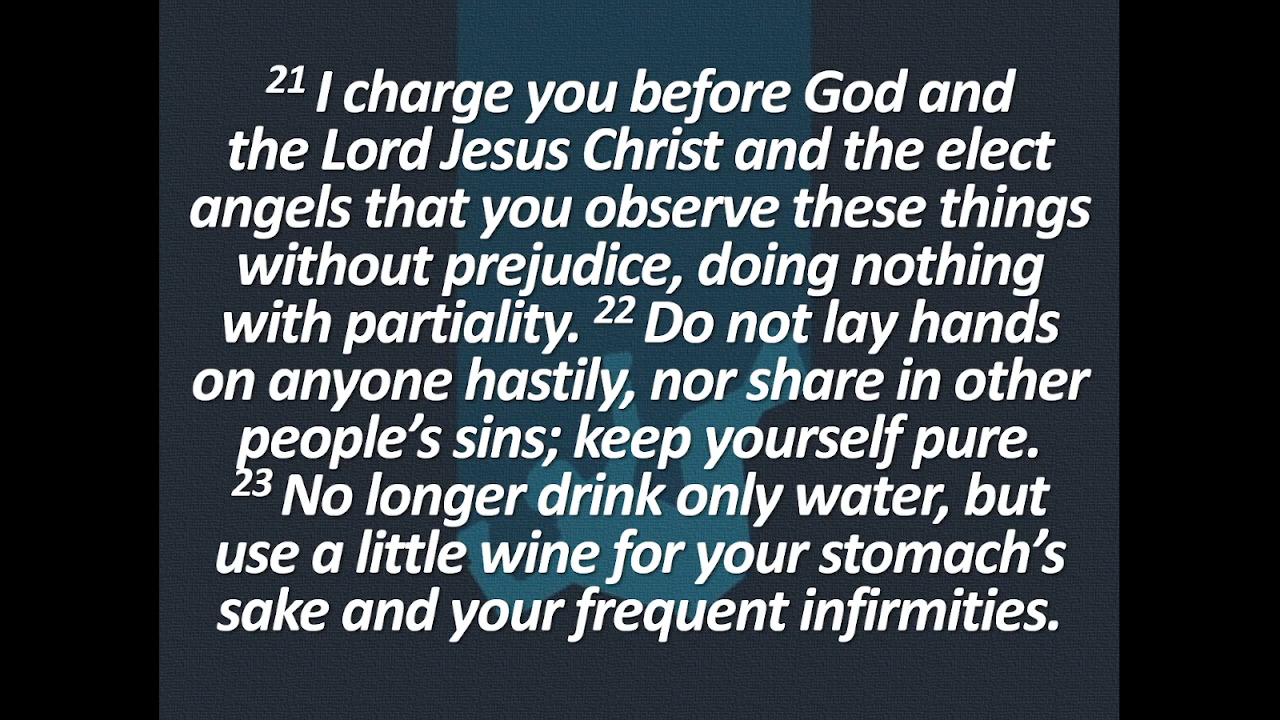 21 I charge you before God and
the Lord Jesus Christ and the elect
angels that you observe these things
without prejudice, doing nothing
with partiality. 22 Do not lay hands
on anyone hastily, nor share in other
people’s sins; keep yourself pure.
23 No longer drink only water, but
use a little wine for your stomach’s
sake and your frequent infirmities.